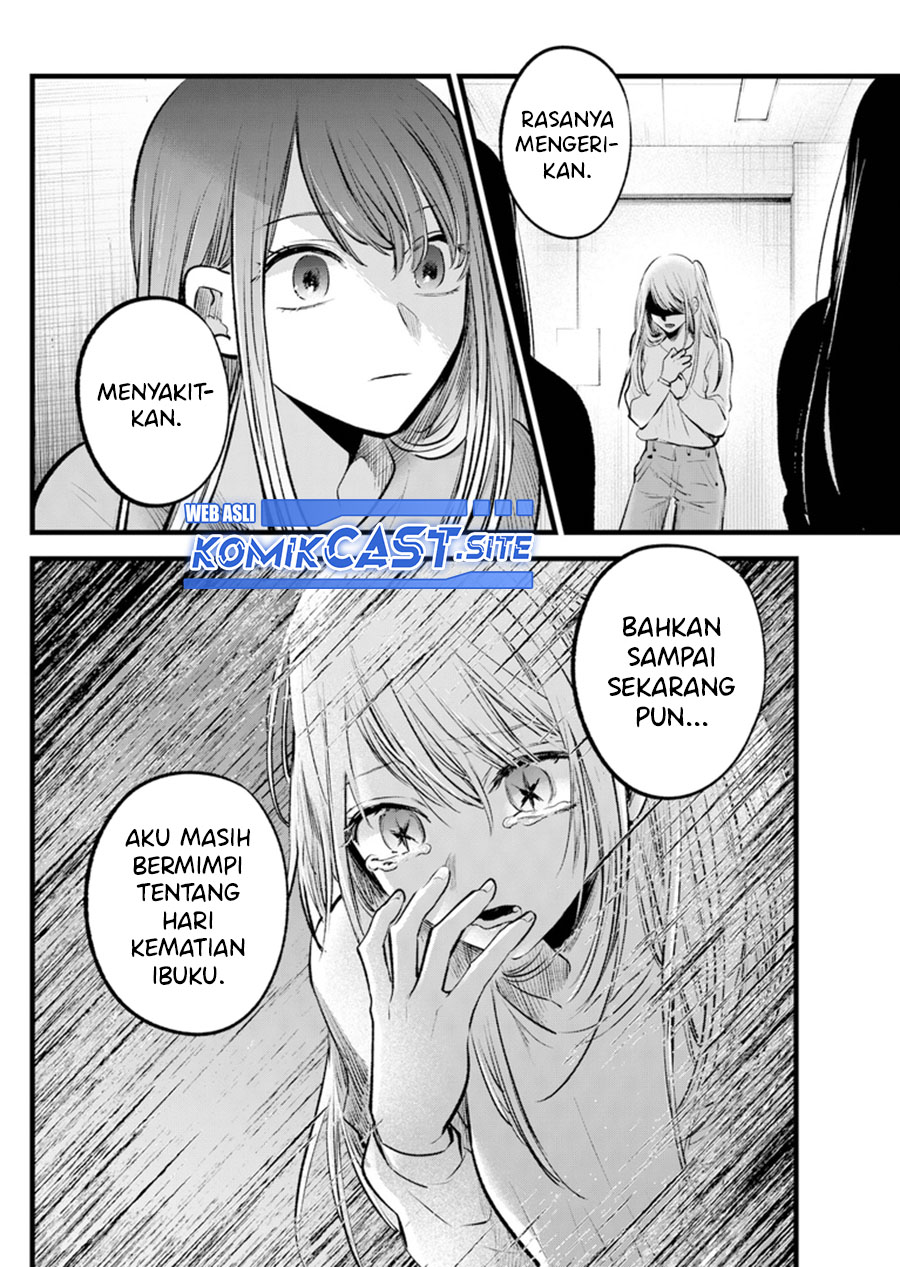 RASANYA
MENGERI-
KAN.
MENYAKIT-
KAN.
WEB ASLI
KOMIKCAST.SITE
BAHKAN
SAMPAI
SEKARANG
PUN...
AKU MASIH
BERMIMPI
TENTANG
HARI
KEMATIAN
IBUKU.